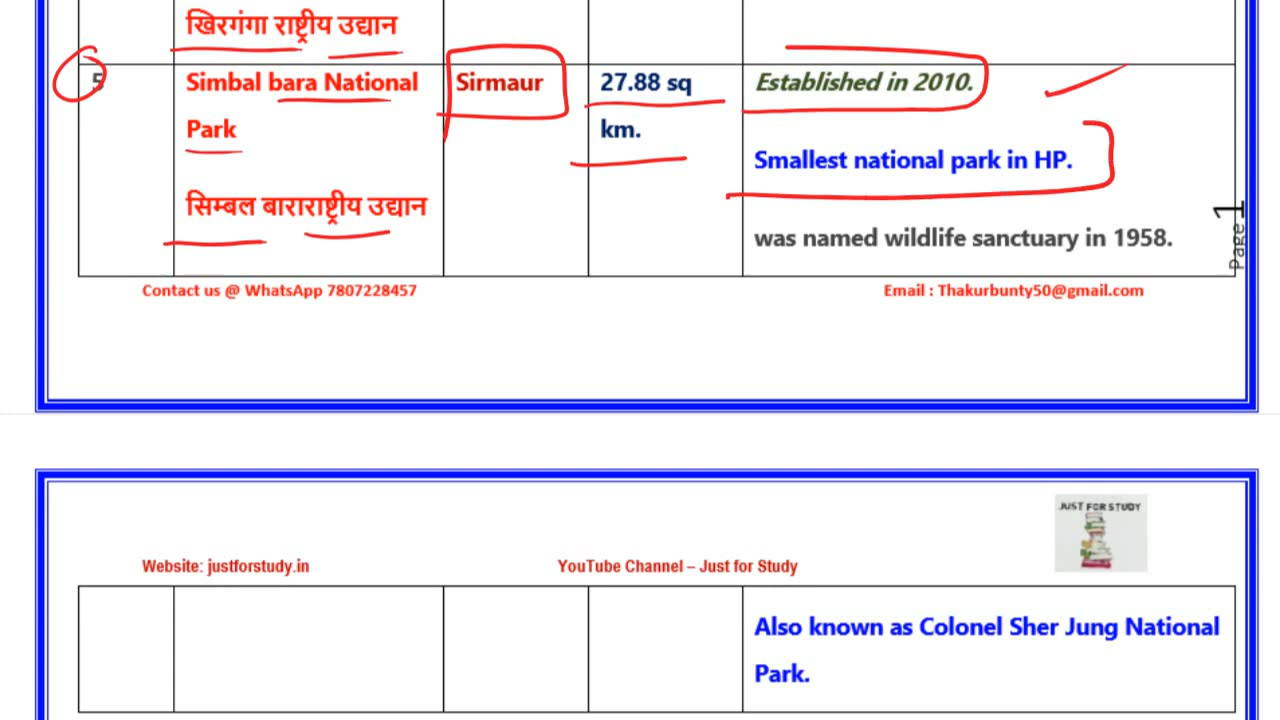 खिरगंगा राष्ट्रीय उद्यान
5 Simbal bara National Sirmaur 27.88 sq Established in 2010.
Park km.
Smallest national park in HP.
सिम्बल बाराराष्ट्रीय उद्यान
was named wildlife sanctuary in 1958.
Page 1
Contact us @ WhatsApp 7807228457 Email : Thakurbunty50@gmail.com
JUST FOR STUDY
Website: justforstudy.in YouTube Channel – Just for Study
Also known as Colonel Sher Jung National
Park.